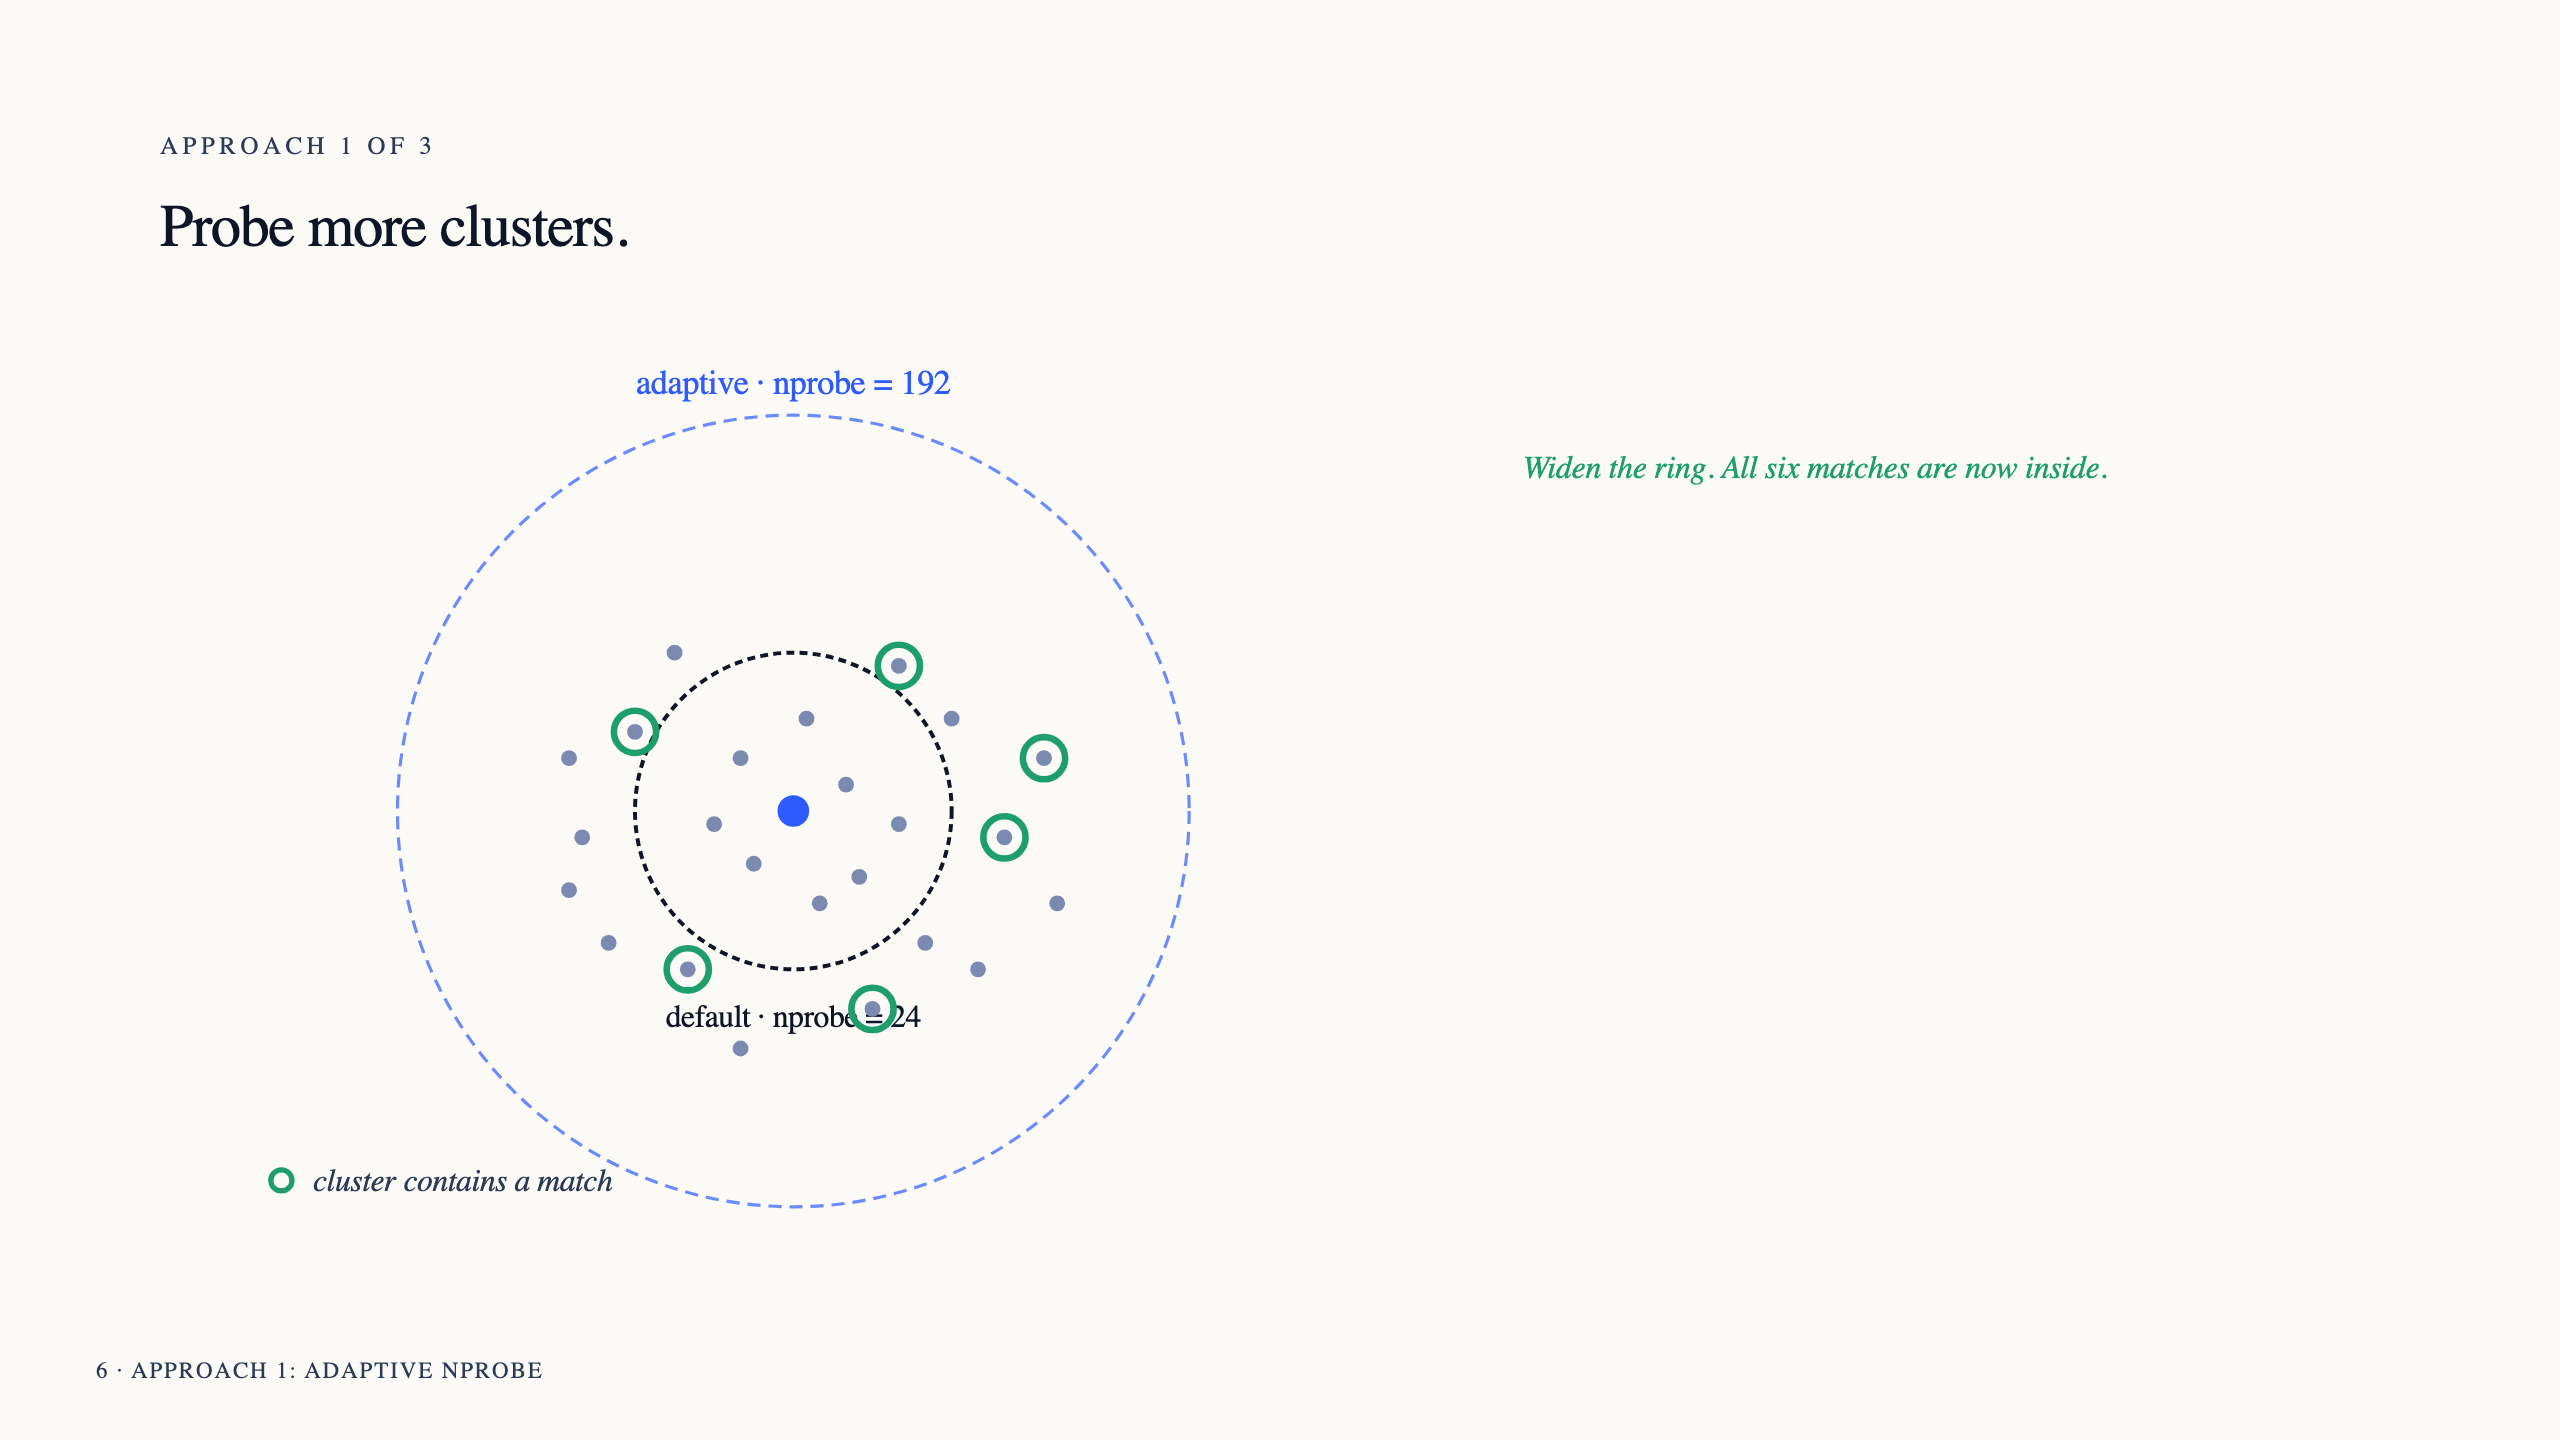 APPROACH 1 OF 3
Probe more clusters.
adaptive · nprobe = 192
Widen the ring. All six matches are now inside.
default · nprobe = 24
cluster contains a match
6 · APPROACH 1: ADAPTIVE NPROBE